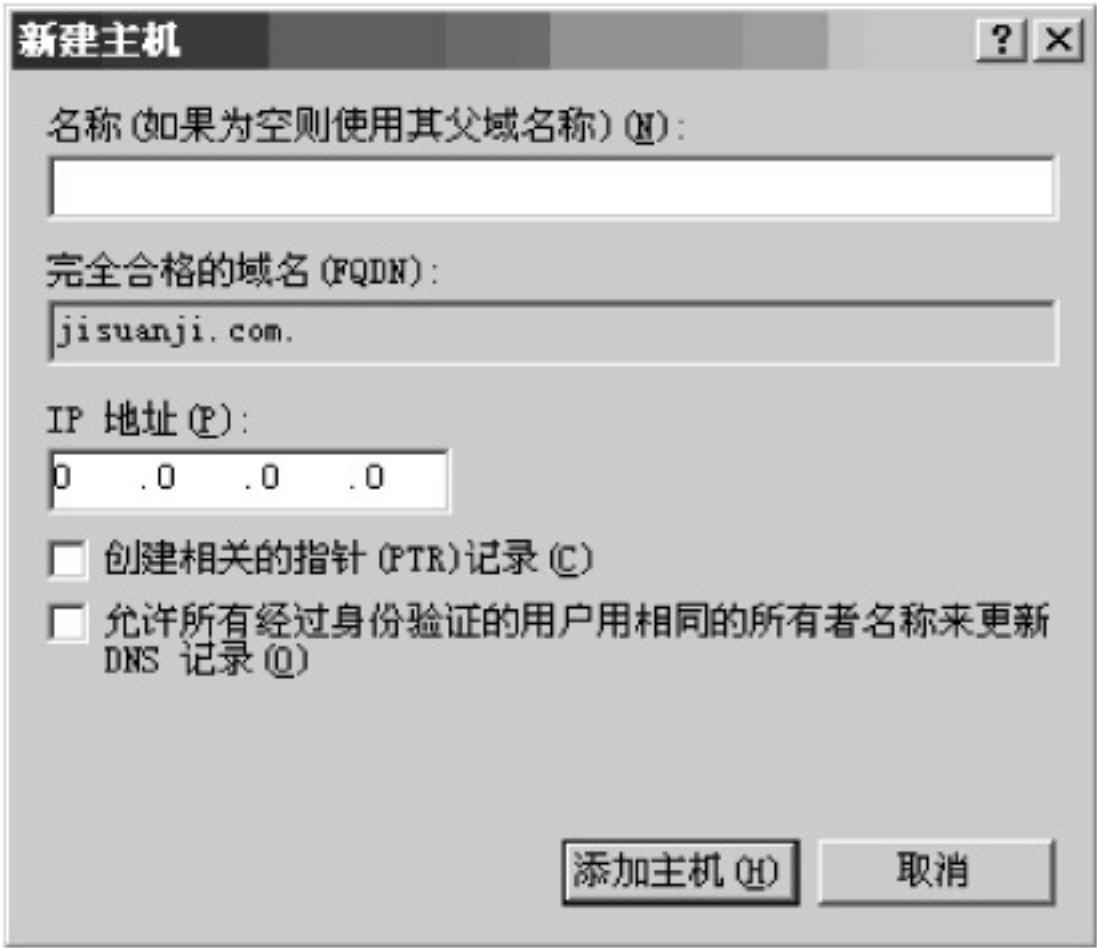 新建主机
名称(如果为空则使用其父域名称)(N):
完全合格的域名(FQDN):
jisuanji.com.
IP 地址(P):
0 .0 .0 .0
创建相关的指针(PTR)记录(C)
允许所有经过身份验证的用户用相同的所有者名称来更新
DNS 记录(O)
添加主机(H) 取消